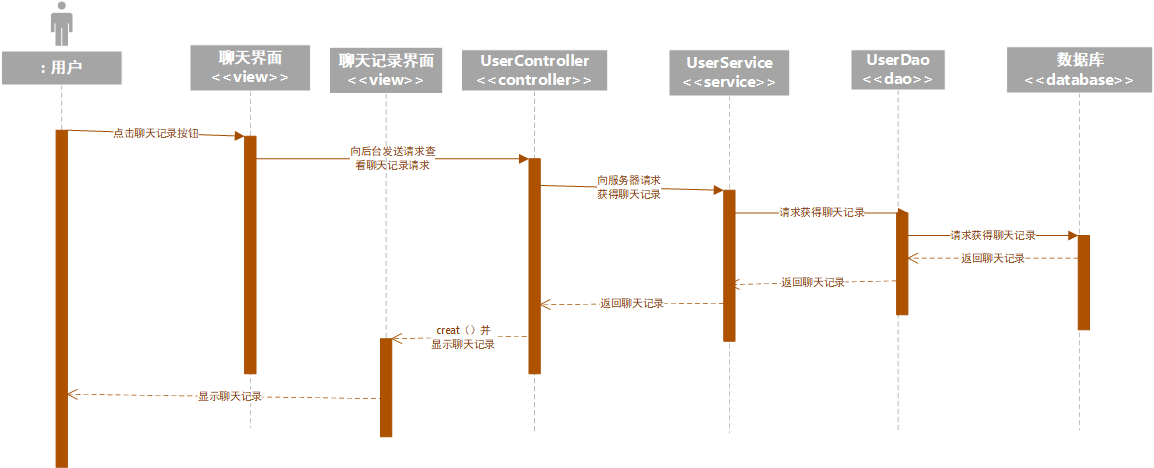 ：用户
聊天界面
<<view>>
聊天记录界面
<<view>>
UserController
<<controller>>
UserService
<<service>>
UserDao
<<dao>>
数据库
<<database>>
点击聊天记录按钮
向后台发送请求查
看聊天记录请求
向服务器请求
获得聊天记录
请求获得聊天记录
请求获得聊天记录
返回聊天记录
返回聊天记录
返回聊天记录
creat（）并
显示聊天记录
显示聊天记录